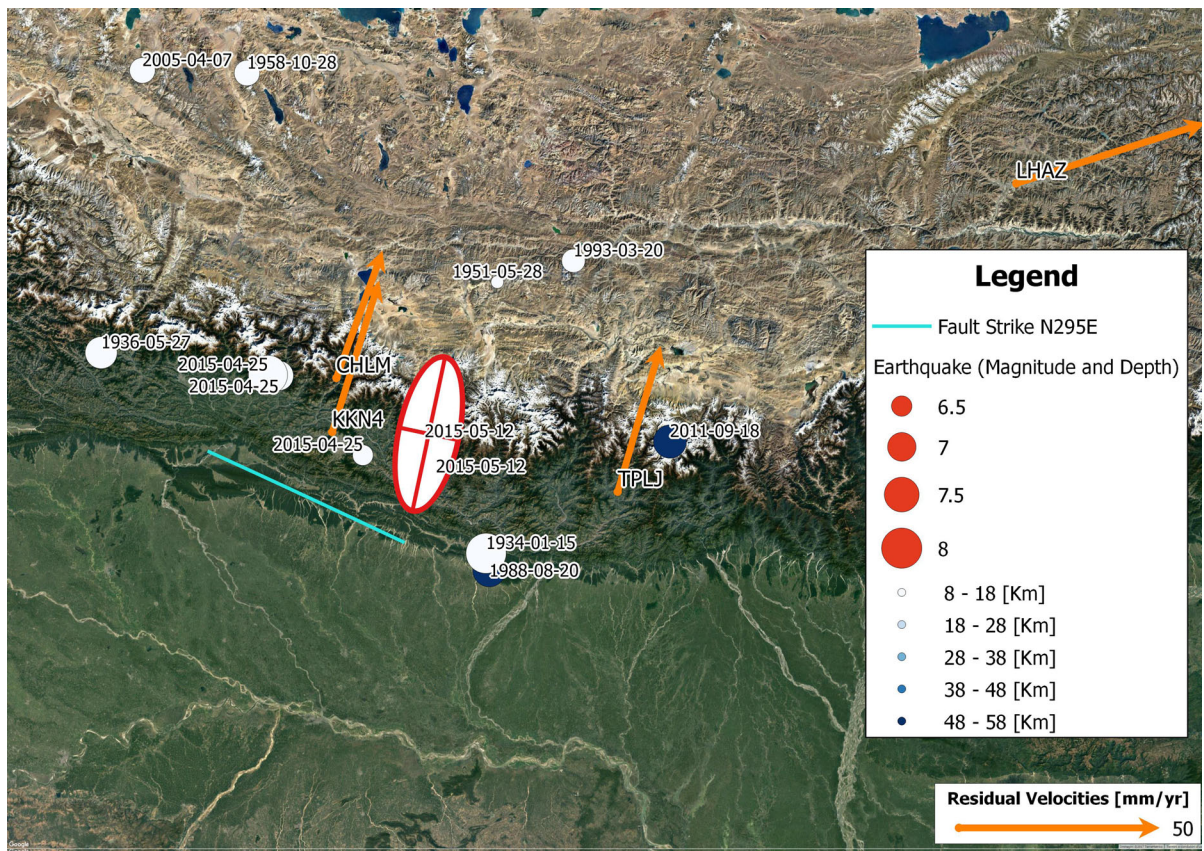 2005-04-07
1958-10-28
LHAZ
1993-03-20
1951-05-28
1936-05-27
2015-04-25
CHLM
2015-04-25
KKN4
2015-05-12
2011-09-18
2015-04-25
2015-05-12
TPLJ
1934-01-15
1988-08-20
Legend
Fault Strike N295E
Earthquake (Magnitude and Depth)
6.5
7
7.5
8
8 - 18 [Km]
18 - 28 [Km]
28 - 38 [Km]
38 - 48 [Km]
48 - 58 [Km]
Residual Velocities [mm/yr]
50
Google